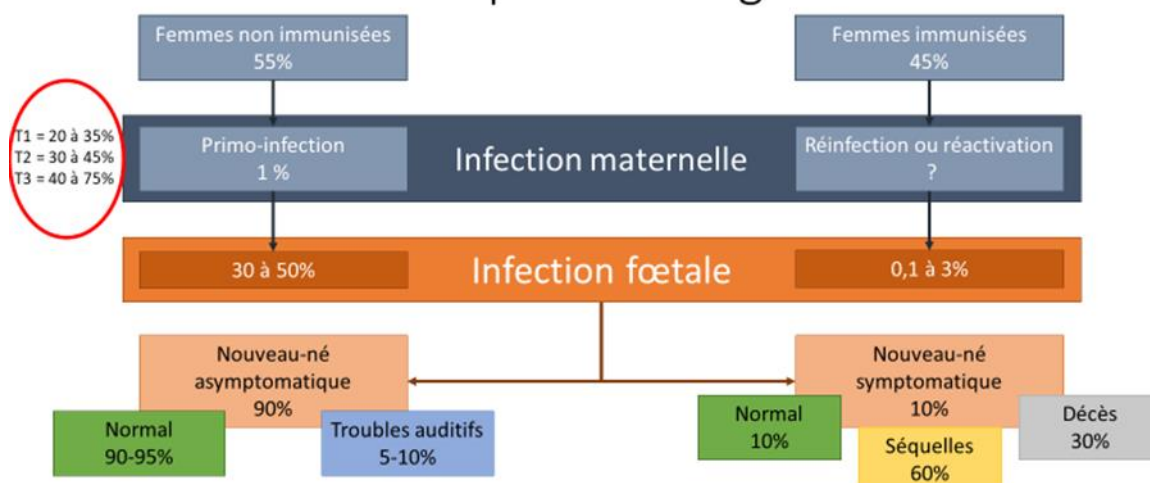 Femmes non immunisées
55%
Femmes immunisées
45%
T1 = 20 à 35%
T2 = 30 à 45%
T3 = 40 à 75%
Primo-infection
1 %
Infection maternelle
Réinfection ou réactivation
?
30 à 50%
Infection fœtale
0,1 à 3%
Nouveau-né
asymptomatique
90%
Normal
90-95%
Troubles auditifs
5-10%
Nouveau-né
symptomatique
10%
Normal
10%
Séquelles
60%
Décès
30%